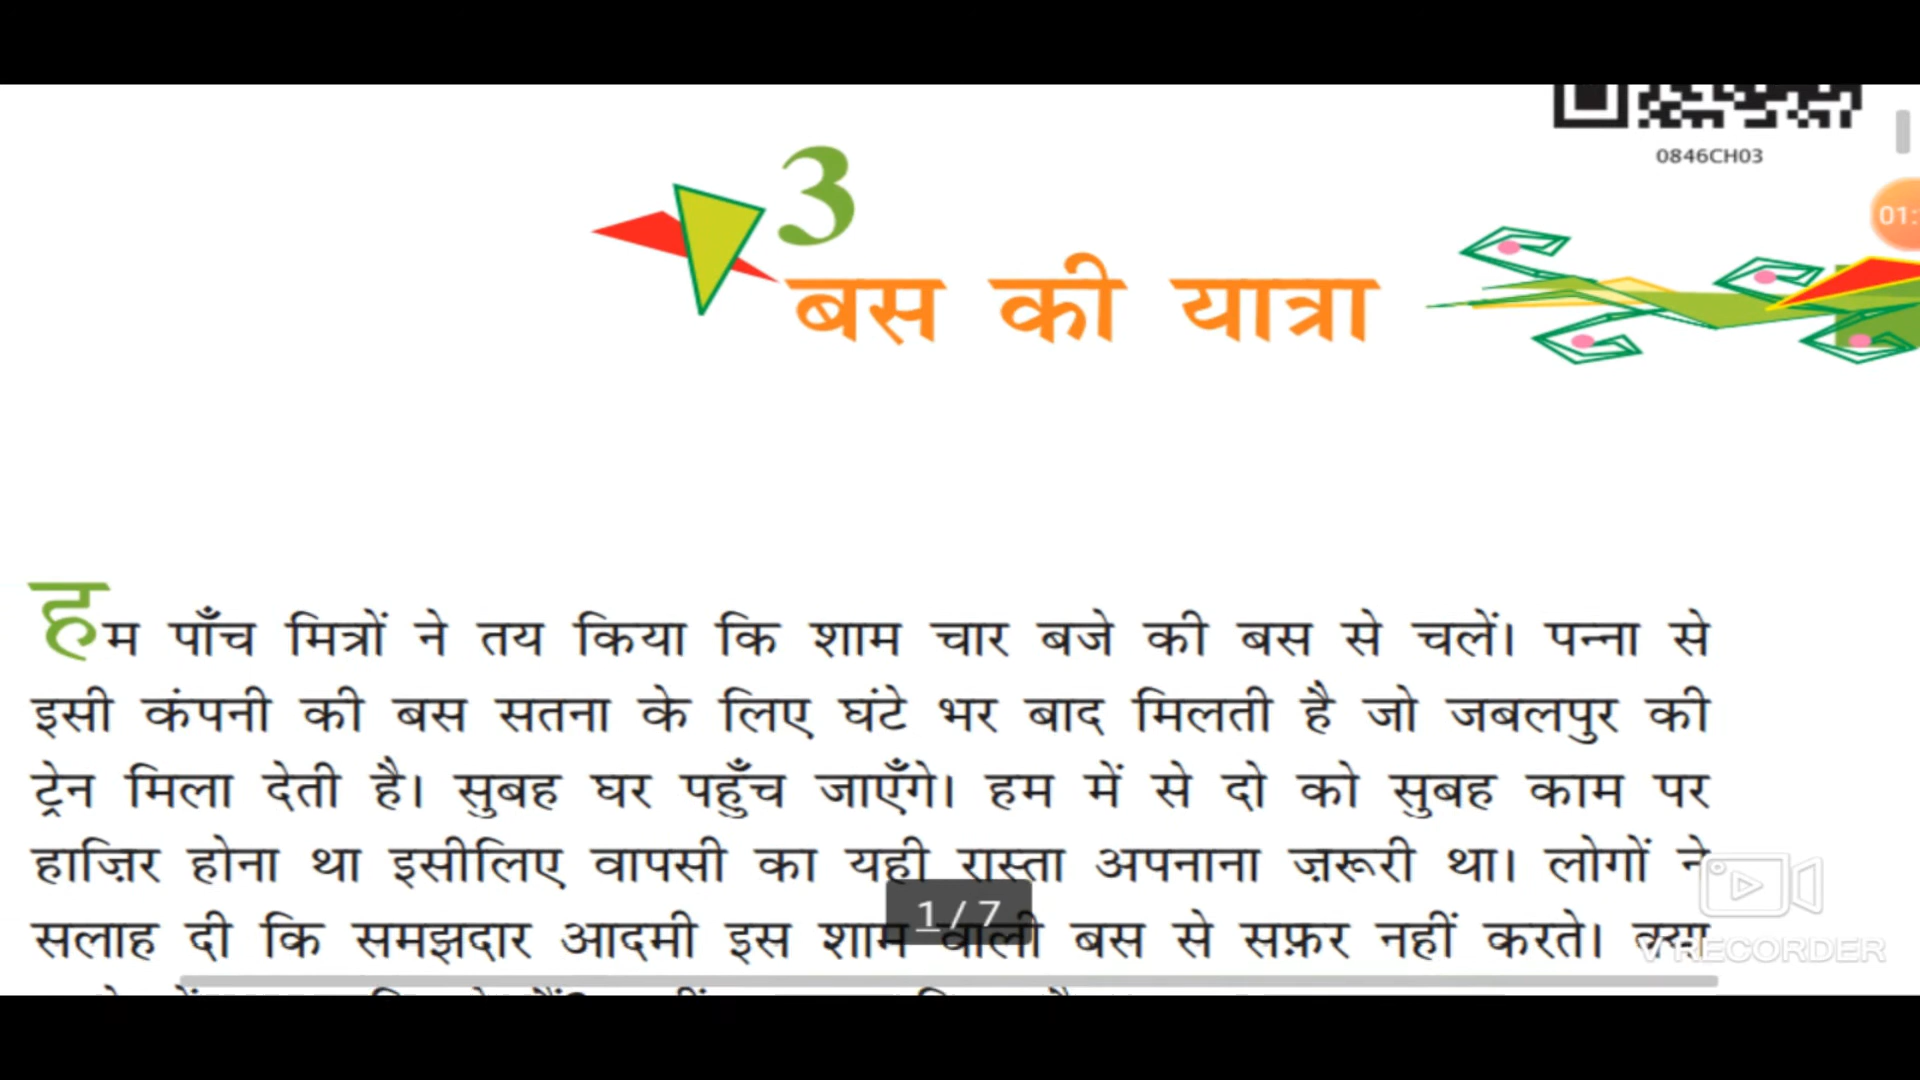 0846CH03
01:
3
बस की यात्रा
हम पाँच मित्रों ने तय किया कि शाम चार बजे की बस से चलें। पन्ना से
इसी कंपनी की बस सतना के लिए घंटे भर बाद मिलती है जो जबलपुर की
ट्रेन मिला देती है। सुबह घर पहुँच जाएँगे। हम में से दो को सुबह काम पर
हाज़िर होना था इसीलिए वापसी का यही रास्ता अपनाना ज़रूरी था। लोगों ने
सलाह दी कि समझदार आदमी इस शाम वाली बस से सफ़र नहीं करते। क्या
1/7
V RECORDER